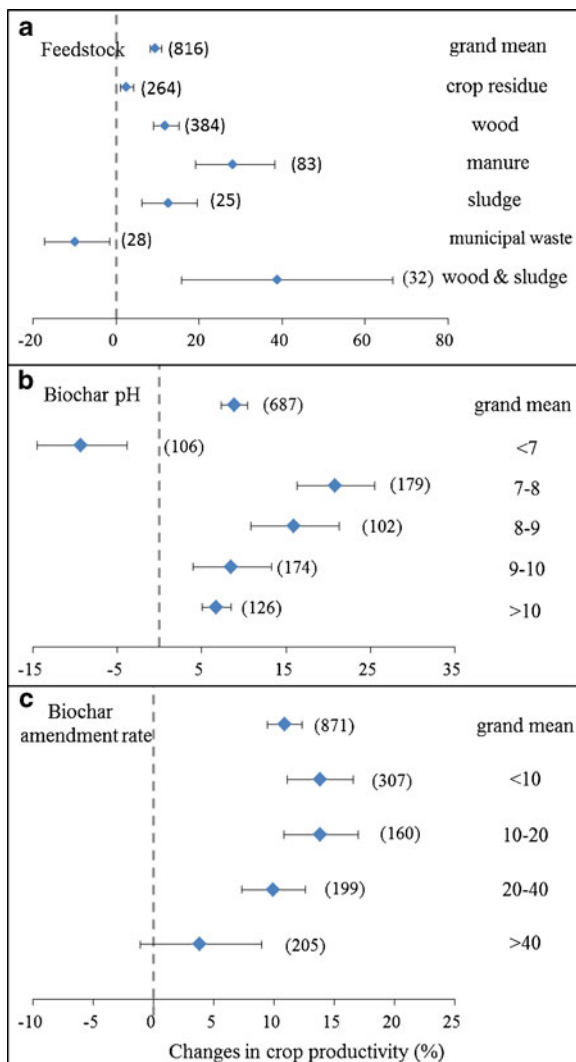 a
Feedstock (816) grand mean
(264) crop residue
(384) wood
(83) manure
(25) sludge
(28) municipal waste
(32) wood & sludge
-20 0 20 40 60 80
b
Biochar pH
(687) grand mean
(106) <7
(179) 7-8
(102) 8-9
(174) 9-10
(126) >10
-15 -5 5 15 25 35
c
Biochar
amendment rate
(871) grand mean
(307) <10
(160) 10-20
(199) 20-40
(205) >40
-10 -5 0 5 10 15 20 25
Changes in crop productivity (%)